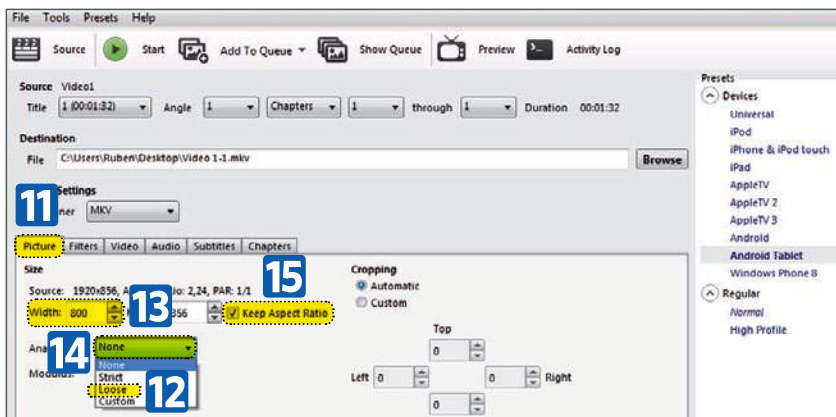 File Tools Presets Help
Source Start Add To Queue Show Queue Preview Activity Log
Source Video1
Title 1 (00:01:32) Angle 1 Chapters 1 through 1 Duration 00:01:32
Destination
File C:\Users\Ruben\Desktop\Video 1-1.mkv Browse
Settings
11
ner MKV
Picture Filters Video Audio Subtitles Chapters
Size
15
Source: 1920x856, A io: 2,24, PAR: 1/1
Width: 800 13 356 Keep Aspect Ratio
Ana 14 None
None
Strict
Modulus:
Loose 12
Custom
Cropping
Automatic
Custom
Top
0
Left 0 0 Right
0
Presets
Devices
Universal
iPod
iPhone & iPod touch
iPad
AppleTV
AppleTV 2
AppleTV 3
Android
Android Tablet
Windows Phone 8
Regular
Normal
High Profile